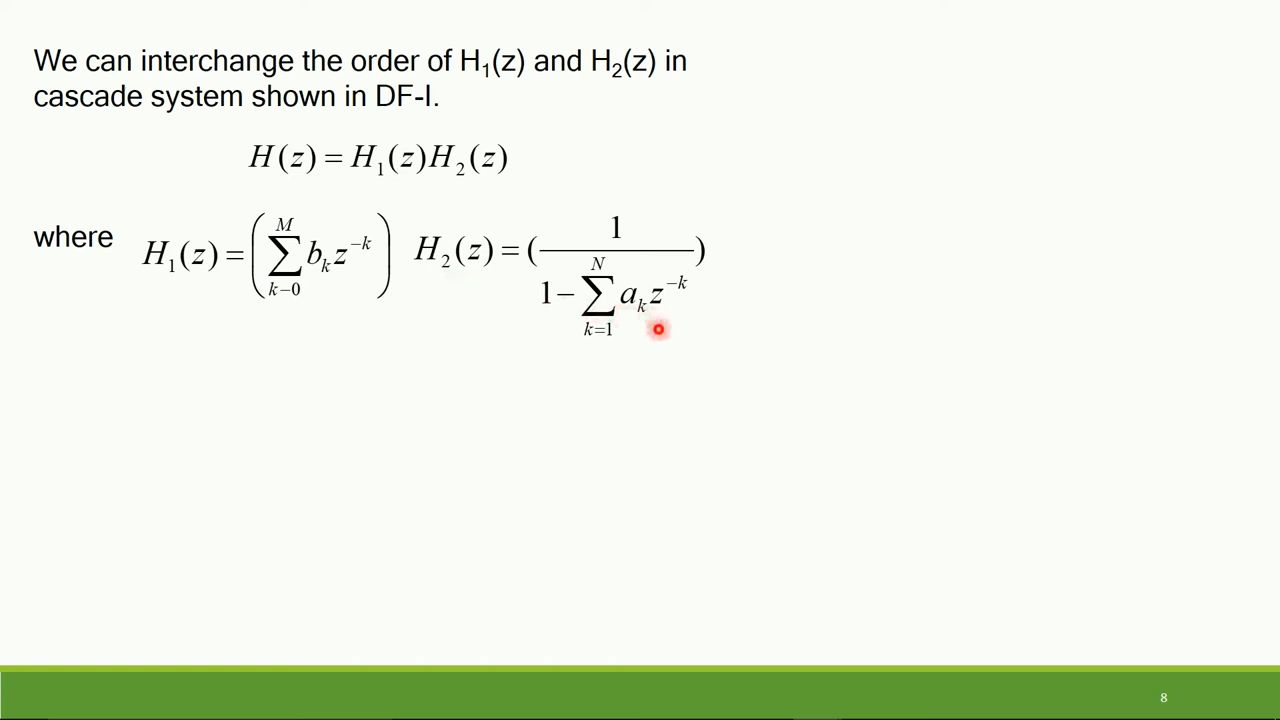 We can interchange the order of H₁(z) and H₂(z) in
cascade system shown in DF-I.
H(z) = H₁(z)H₂(z)
where H₁(z) = (∑_{k−0}^{M} b_k z^{−k}) H₂(z) = (1 / (1 − ∑_{k=1}^{N} a_k z^{−k}))
8